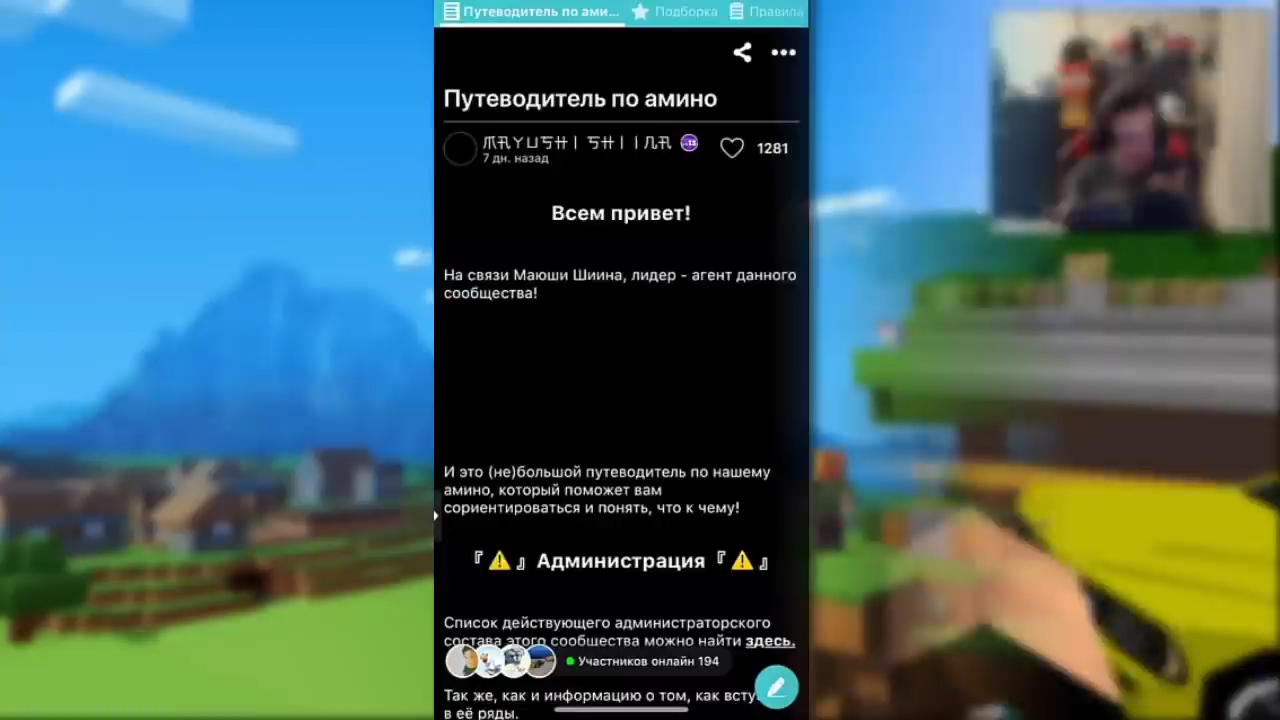 Путеводитель по ами...
Подборка
Правила
Путеводитель по амино
1281
7 дн. назад
Всем привет!
На связи Маюши Шиина, лидер - агент данного
сообщества!
И это (не)большой путеводитель по нашему
амино, который поможет вам
сориентироваться и понять, что к чему!
『⚠️』 Администрация 『⚠️』
Список действующего администраторского
состава этого сообщества можно найти здесь.
Участников онлайн 194
Так же, как и информацию о том, как
в её ряды.